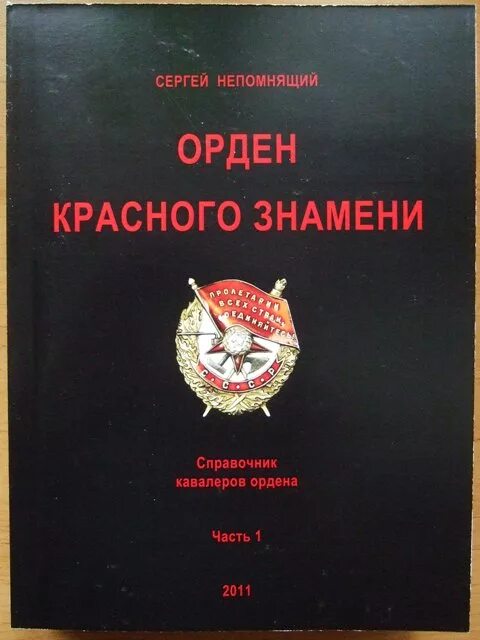 СЕРГЕЙ НЕПОМНЯЩИЙ
ОРДЕН
КРАСНОГО ЗНАМЕНИ
ПРОЛЕТАРИИ
ВСЕХ СТРАН,
СОЕДИНЯЙТЕСЬ
С С С Р
Справочник
кавалеров ордена
Часть 1
2011